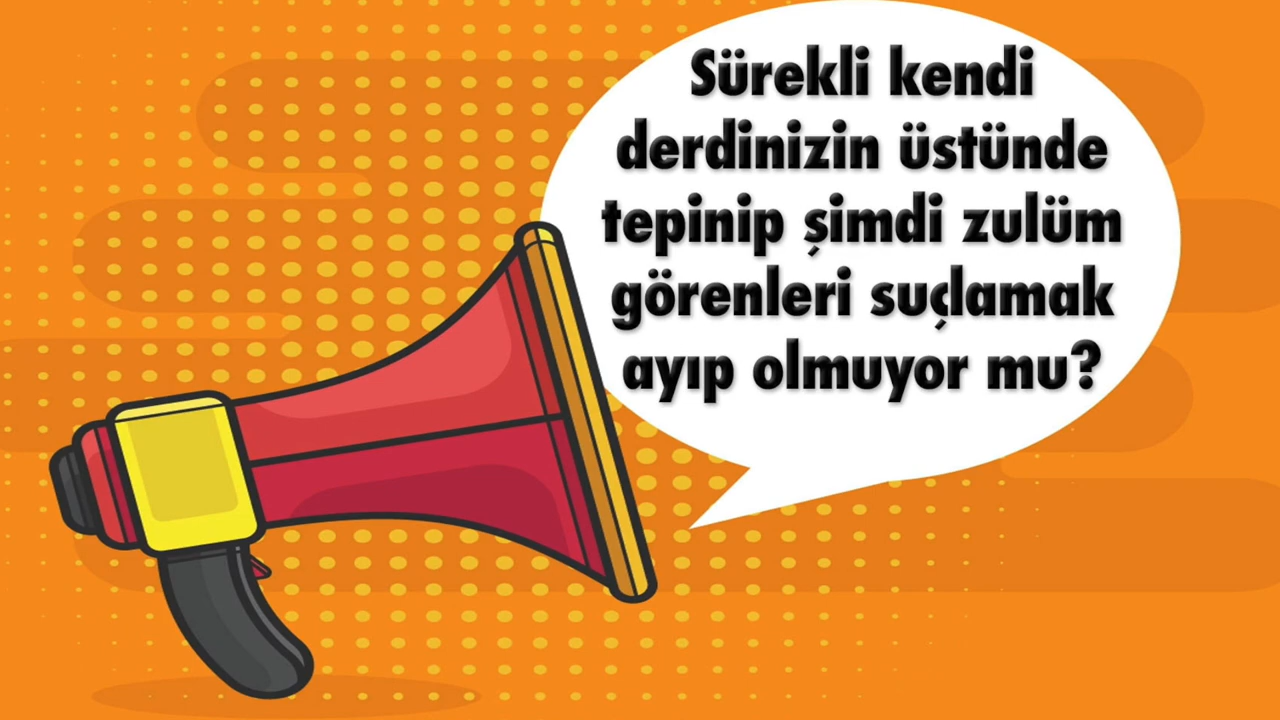 Sürekli kendi
derdinizin üstünde
tepinip şimdi zulüm
görenleri suçlamak
ayıp olmuyor mu?